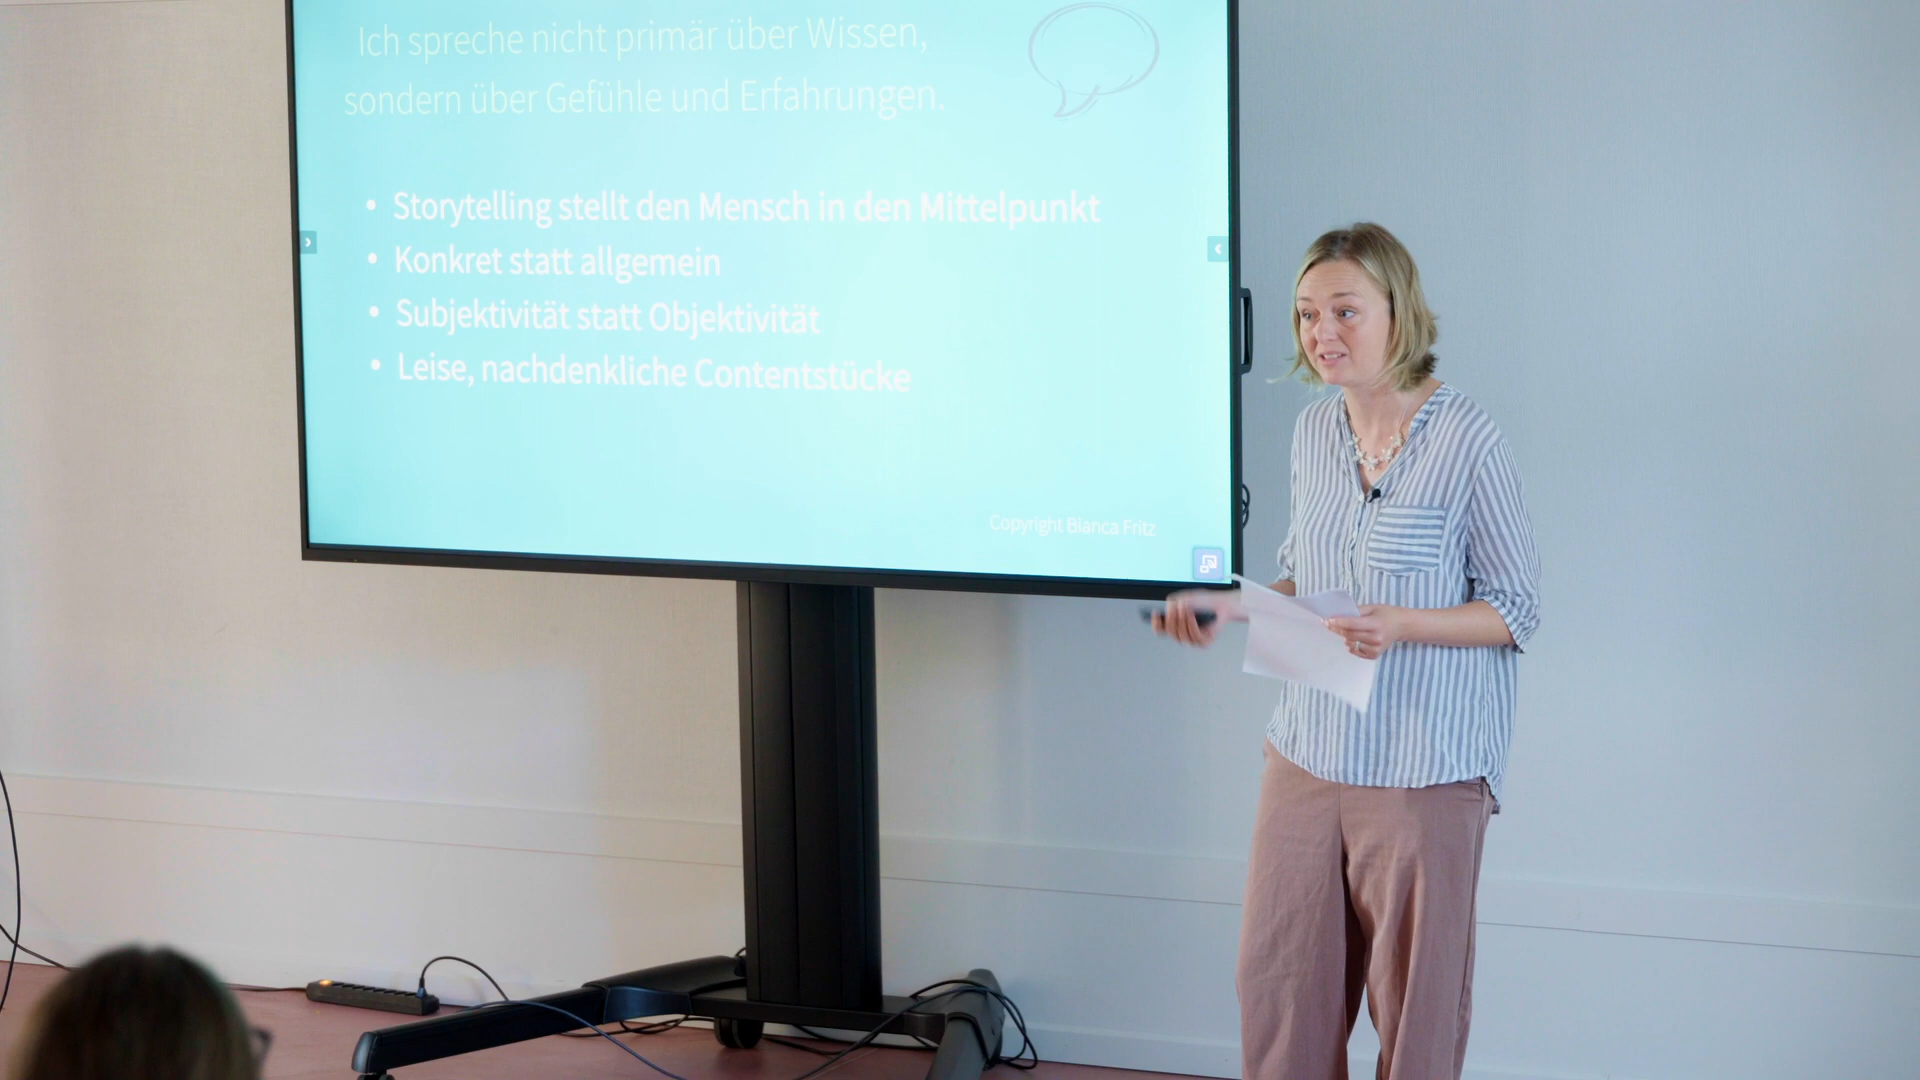 Ich spreche nicht primär über Wissen,
sondern über Gefühle und Erfahrungen.
• Storytelling stellt den Mensch in den Mittelpunkt
• Konkret statt allgemein
• Subjektivität statt Objektivität
• Leise, nachdenkliche Contentstücke
Copyright Bianca Fritz